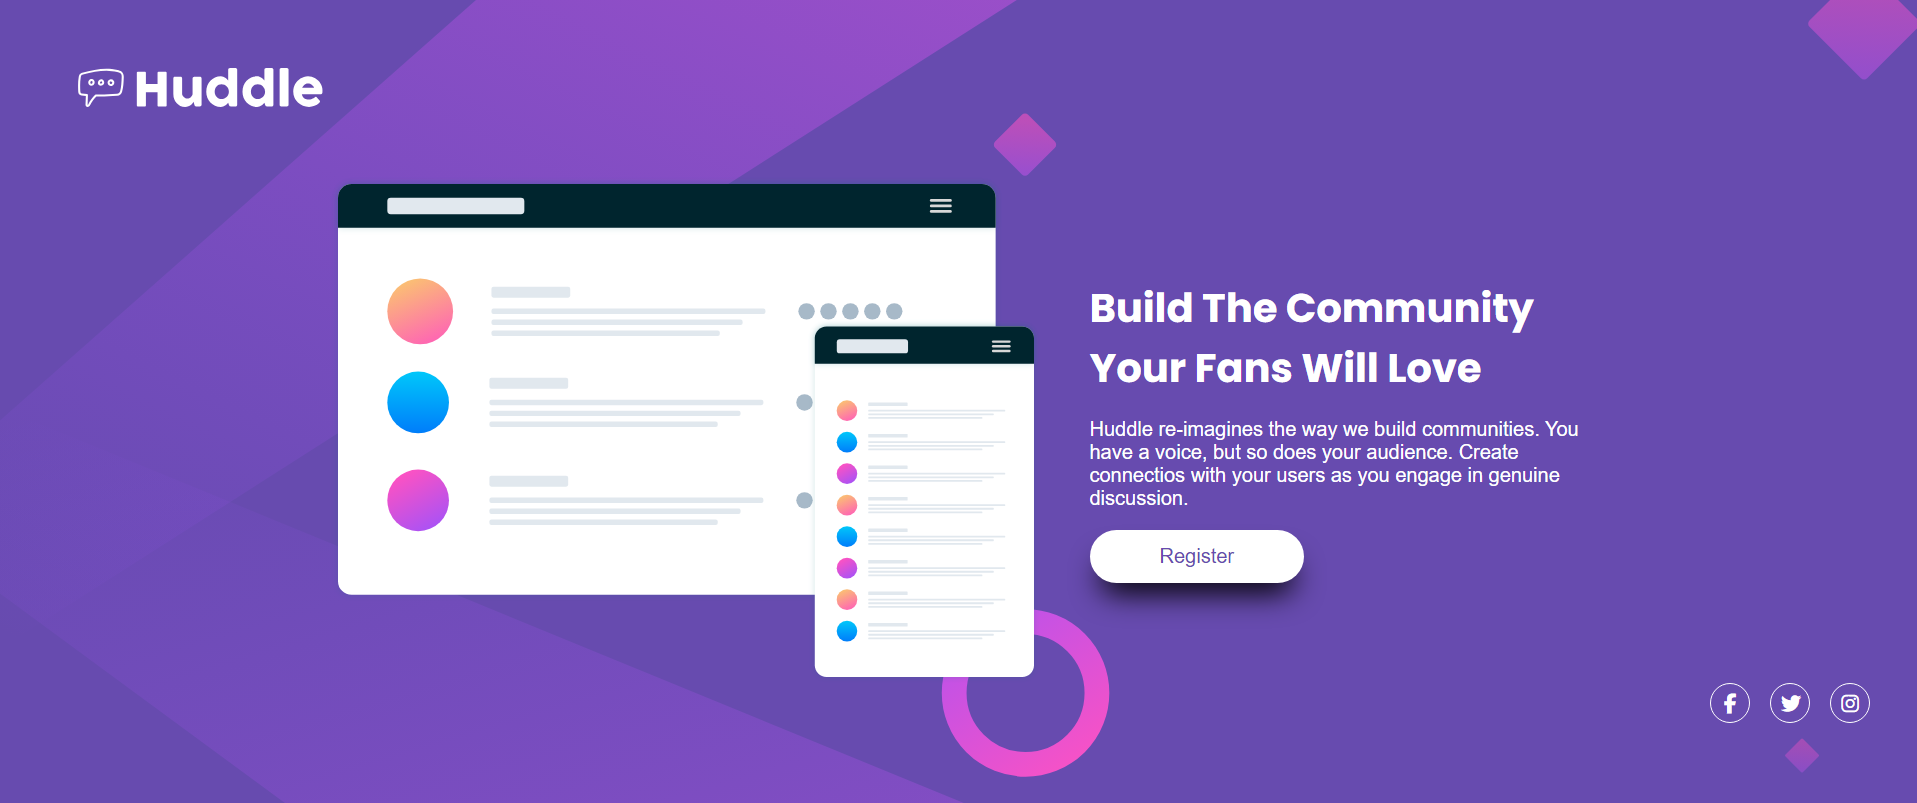 Huddle
Build The Community
Your Fans Will Love
Huddle re-imagines the way we build communities. You
have a voice, but so does your audience. Create
connectios with your users as you engage in genuine
discussion.
Register